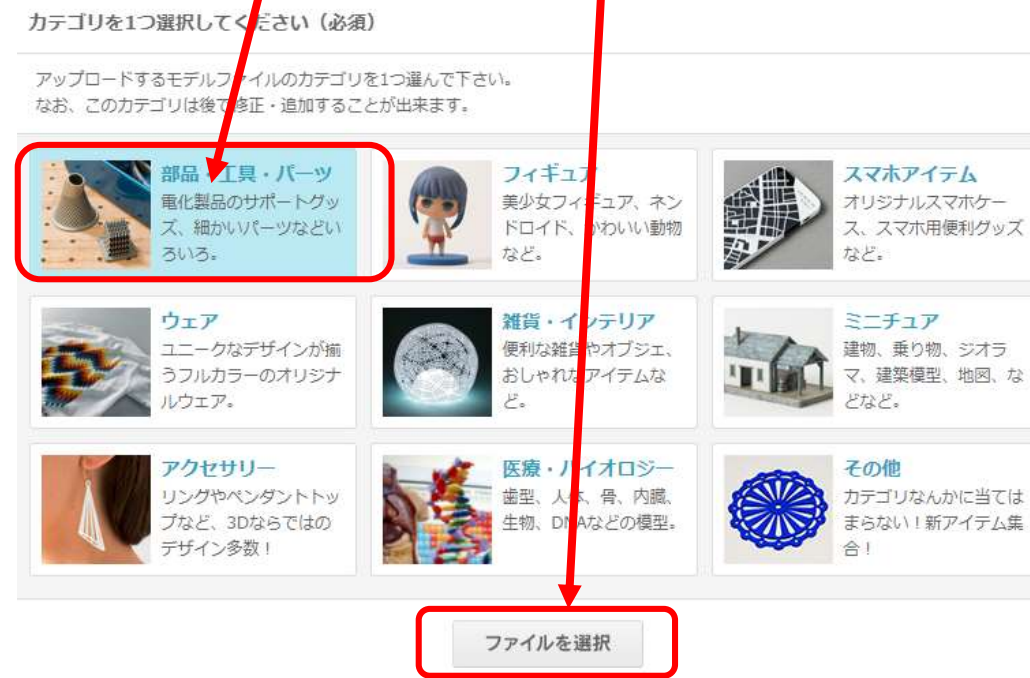 カテゴリを1つ選択してください（必須）
アップロードするモデルファイルのカテゴリを1つ選んで下さい。
なお、このカテゴリは後で修正・追加することが出来ます。
部品・工具・パーツ
電化製品のサポートグッ
ズ、細かいパーツなどい
ろいろ。
フィギュア
美少女フィギュア、ネン
ドロイド、かわいい動物
など。
スマホアイテム
オリジナルスマホケー
ス、スマホ用便利グッズ
など。
ウェア
ユニークなデザインが揃
うフルカラーのオリジナ
ルウェア。
雑貨・インテリア
便利な雑貨やオブジェ、
おしゃれなアイテムな
ど。
ミニチュア
建物、乗り物、ジオラ
マ、建築模型、地図、な
どなど。
アクセサリー
リングやペンダントトッ
プなど、3Dならではの
デザイン多数！
医療・バイオロジー
歯型、人体、骨、内臓、
生物、DNAなどの模型。
その他
カテゴリなんかに当ては
まらない！新アイテム集
合！
ファイルを選択